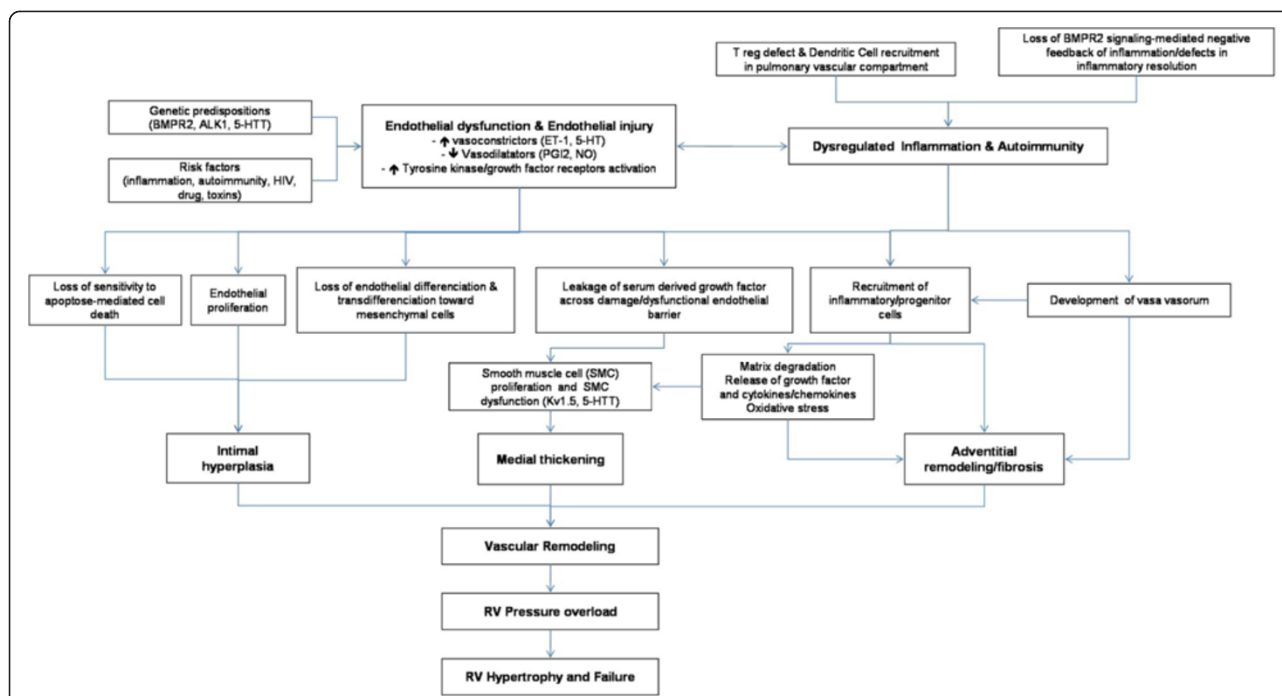 T reg defect & Dendritic Cell recruitment
in pulmonary vascular compartment
Loss of BMPR2 signaling-mediated negative
feedback of inflammation/defects in
inflammatory resolution
Genetic predispositions
(BMPR2, ALK1, 5-HTT)
Risk factors
(inflammation, autoimmunity, HIV,
drug, toxins)
Endothelial dysfunction & Endothelial injury
- ↑ vasoconstrictors (ET-1, 5-HT)
- ↓ Vasodilatators (PGI2, NO)
- ↑ Tyrosine kinase/growth factor receptors activation
Dysregulated Inflammation & Autoimmunity
Loss of sensitivity to
apoptose-mediated cell
death
Endothelial
proliferation
Loss of endothelial differenciation &
transdifferenciation toward
mesenchymal cells
Leakage of serum derived growth factor
across damage/dysfunctional endothelial
barrier
Recruitment of
inflammatory/progenitor
cells
Development of vasa vasorum
Smooth muscle cell (SMC)
proliferation and SMC
dysfunction (Kv1.5, 5-HTT)
Matrix degradation
Release of growth factor
and cytokines/chemokines
Oxidative stress
Intimal
hyperplasia
Medial thickening
Adventitial
remodeling/fibrosis
Vascular Remodeling
RV Pressure overload
RV Hypertrophy and Failure